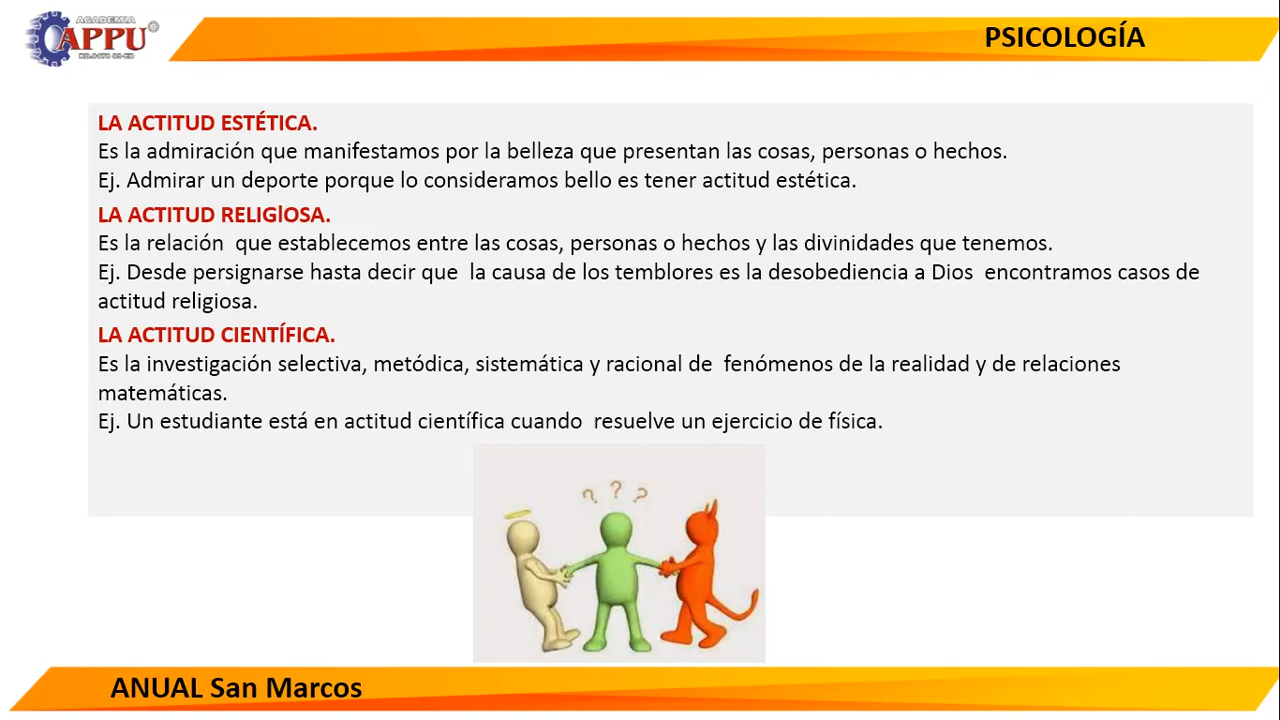 ACADEMIA
APPU
PSICOLOGÍA
LA ACTITUD ESTÉTICA.
Es la admiración que manifestamos por la belleza que presentan las cosas, personas o hechos.
Ej. Admirar un deporte porque lo consideramos bello es tener actitud estética.
LA ACTITUD RELIGlOSA.
Es la relación que establecemos entre las cosas, personas o hechos y las divinidades que tenemos.
Ej. Desde persignarse hasta decir que la causa de los temblores es la desobediencia a Dios encontramos casos de
actitud religiosa.
LA ACTITUD CIENTÍFICA.
Es la investigación selectiva, metódica, sistemática y racional de fenómenos de la realidad y de relaciones
matemáticas.
Ej. Un estudiante está en actitud científica cuando resuelve un ejercicio de física.
? ? ?
ANUAL San Marcos